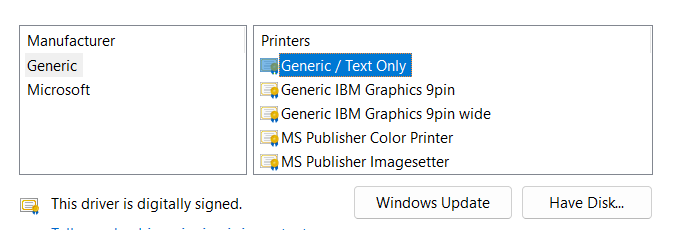 Manufacturer
Generic
Microsoft
Printers
Generic / Text Only
Generic IBM Graphics 9pin
Generic IBM Graphics 9pin wide
MS Publisher Color Printer
MS Publisher Imagesetter
This driver is digitally signed.
Windows Update
Have Disk...